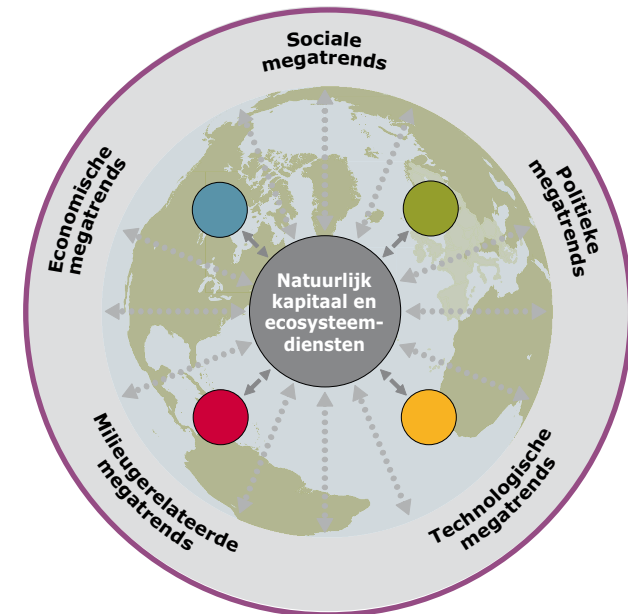 Sociale
megatrends
Economische
megatrends
Politieke
megatrends
Natuurlijk
kapitaal en
ecosysteem-
diensten
Milieugerelateerde
megatrends
Technologische
megatrends